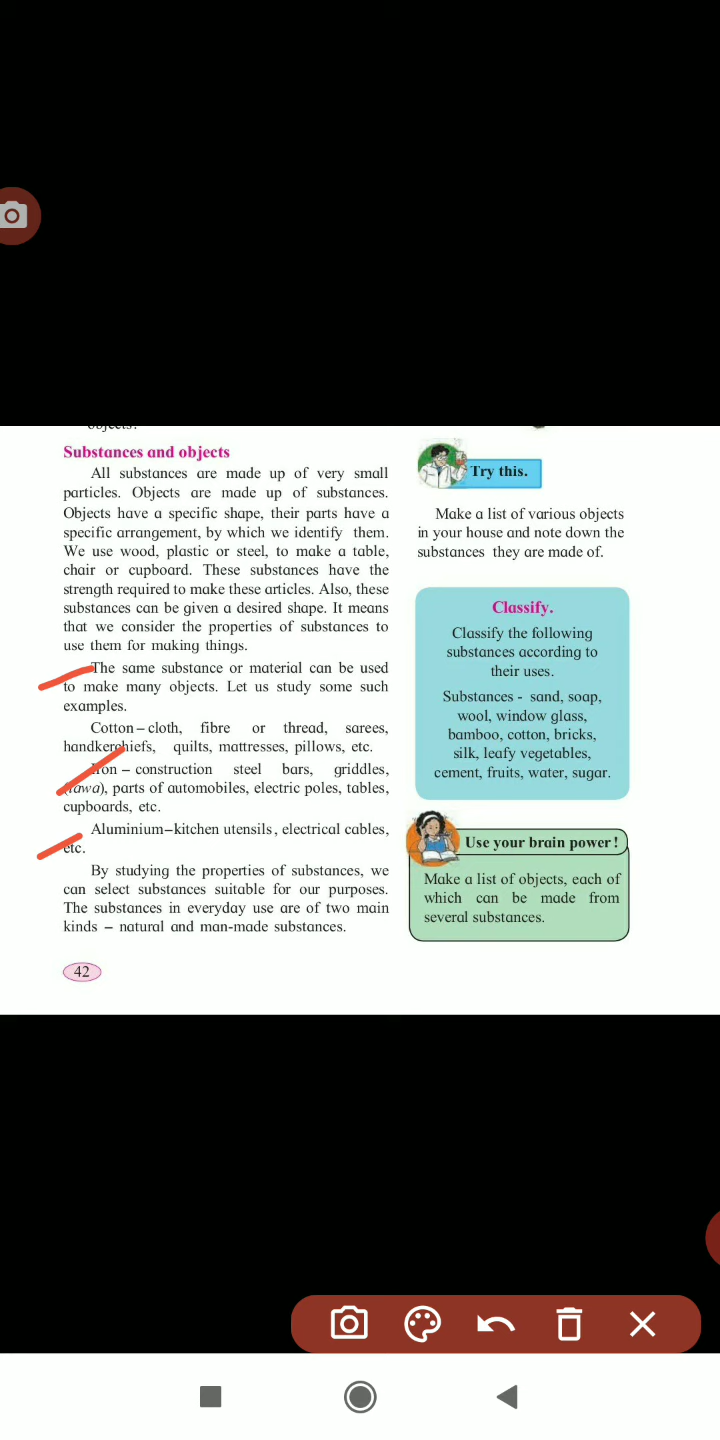 Substances and objects
All substances are made up of very small
particles. Objects are made up of substances.
Objects have a specific shape, their parts have a
specific arrangement, by which we identify them.
We use wood, plastic or steel, to make a table,
chair or cupboard. These substances have the
strength required to make these articles. Also, these
substances can be given a desired shape. It means
that we consider the properties of substances to
use them for making things.
The same substance or material can be used
to make many objects. Let us study some such
examples.
Cotton – cloth, fibre or thread, sarees,
handkerchiefs, quilts, mattresses, pillows, etc.
Iron – construction steel bars, griddles,
(tawa), parts of automobiles, electric poles, tables,
cupboards, etc.
Aluminium – kitchen utensils, electrical cables,
etc.
By studying the properties of substances, we
can select substances suitable for our purposes.
The substances in everyday use are of two main
kinds – natural and man-made substances.
42
Try this.
Make a list of various objects
in your house and note down the
substances they are made of.
Classify.
Classify the following
substances according to
their uses.
Substances - sand, soap,
wool, window glass,
bamboo, cotton, bricks,
silk, leafy vegetables,
cement, fruits, water, sugar.
Use your brain power !
Make a list of objects, each of
which can be made from
several substances.